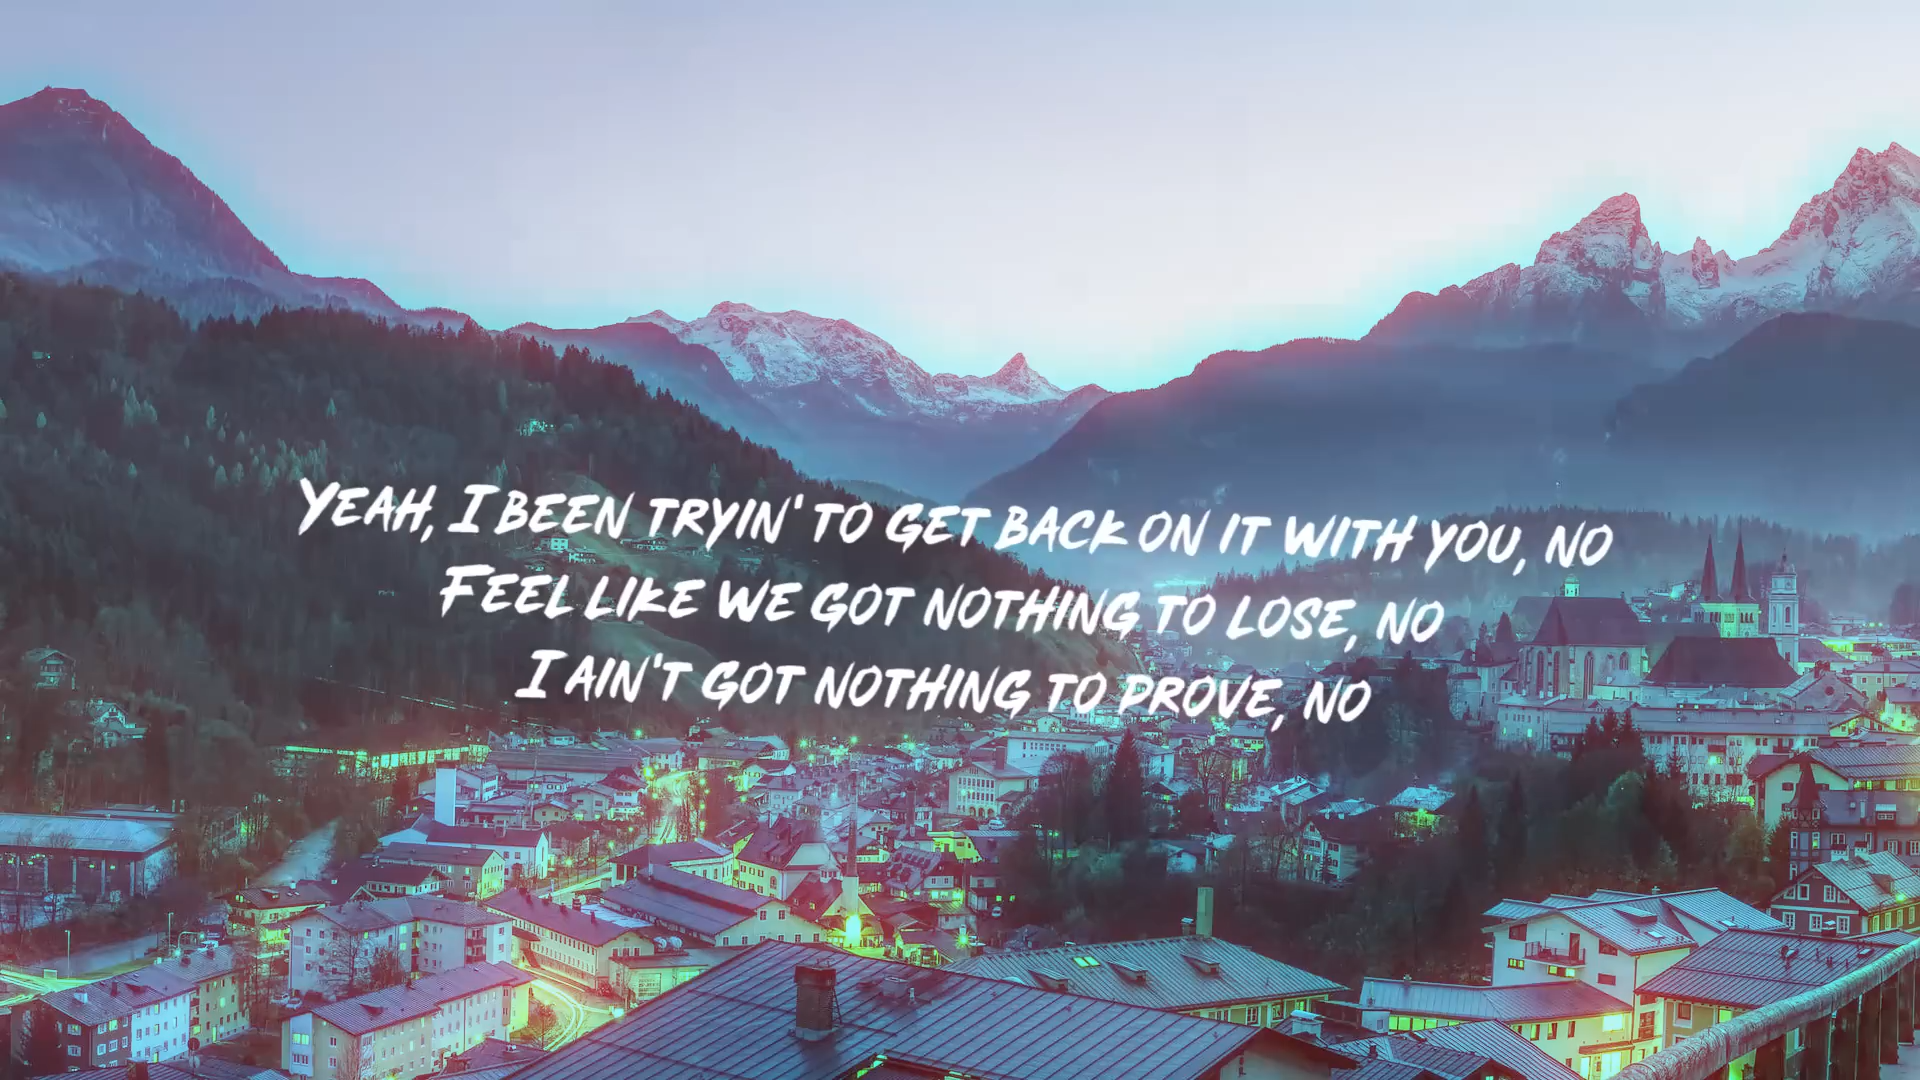 Yeah, I been tryin' to get back on it with you, no
Feel like we got nothing to lose, no
I ain't got nothing to prove, no